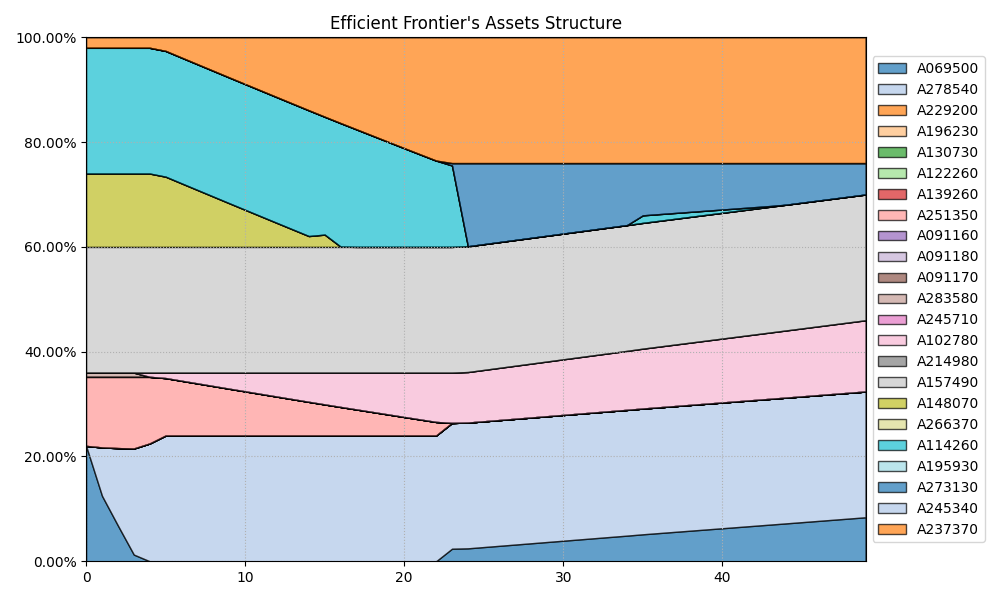 Efficient Frontier's Assets Structure
100.00%
80.00%
60.00%
40.00%
20.00%
0.00%
0
10
20
30
40
A069500
A278540
A229200
A196230
A130730
A122260
A139260
A251350
A091160
A091180
A091170
A283580
A245710
A102780
A214980
A157490
A148070
A266370
A114260
A195930
A273130
A245340
A237370